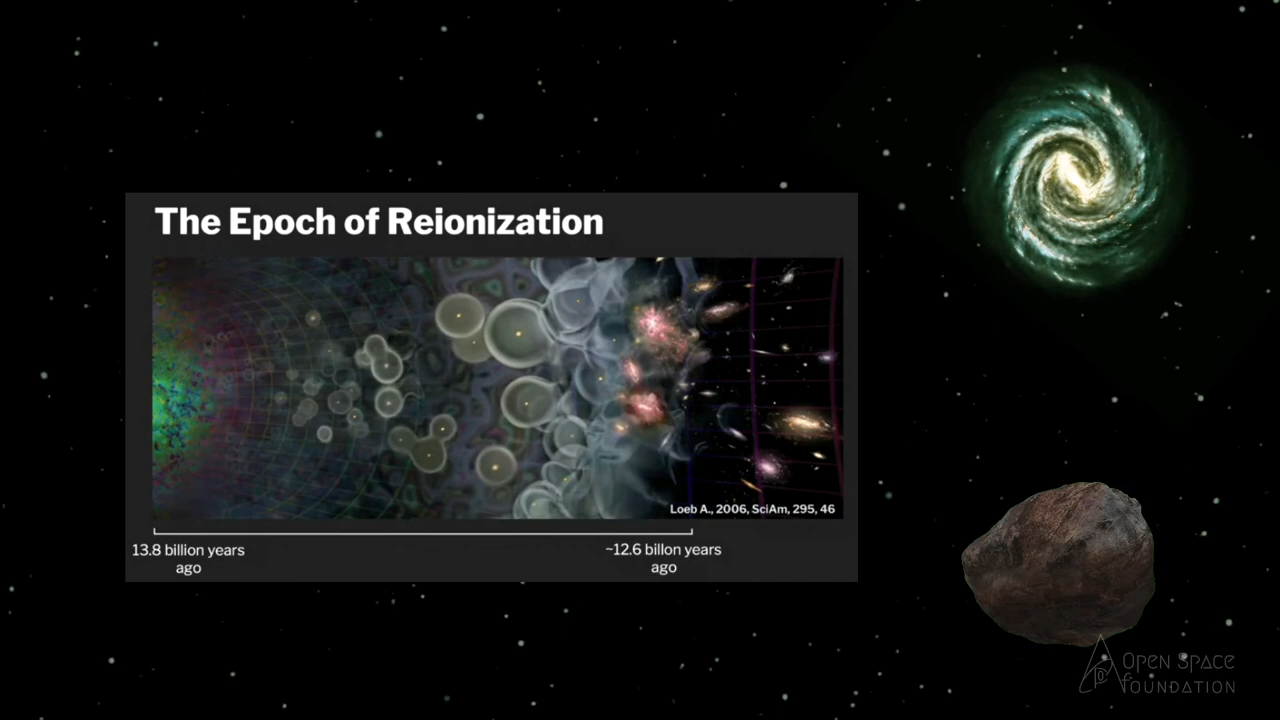 The Epoch of Reionization
Loeb A., 2006, SciAm, 295, 46
13.8 billion years
ago
~12.6 billon years
ago
Open Space
Foundation